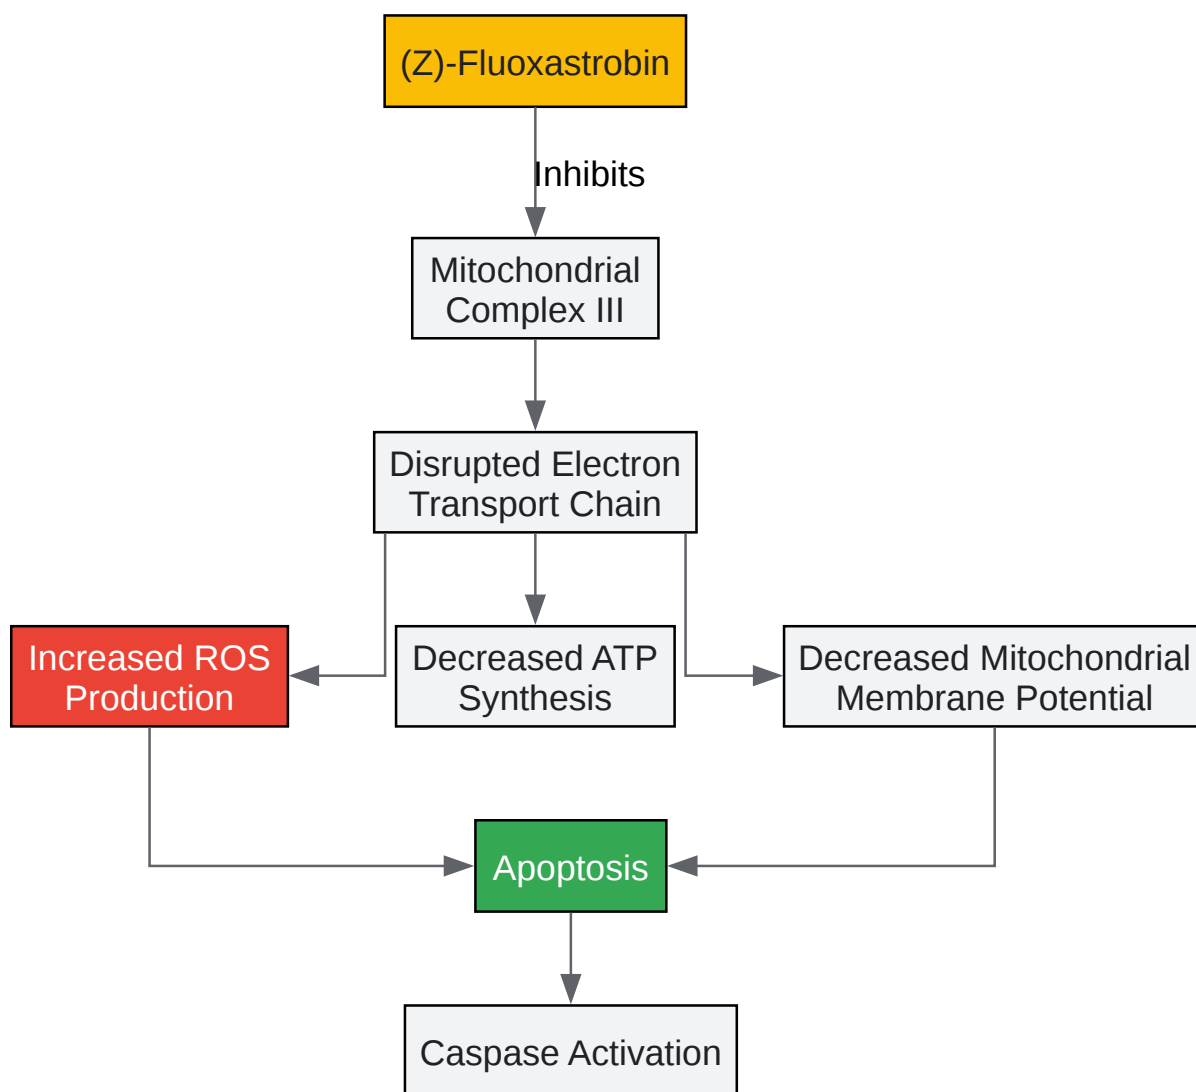 (Z)-Fluoxastrobin
Inhibits
Mitochondrial
Complex III
Disrupted Electron
Transport Chain
Increased ROS
Production
Decreased ATP
Synthesis
Decreased Mitochondrial
Membrane Potential
Apoptosis
Caspase Activation